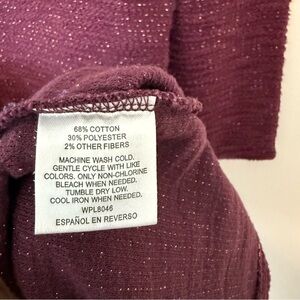 68% COTTON
30% POLYESTER
2% OTHER FIBERS
MACHINE WASH COLD.
GENTLE CYCLE WITH LIKE
COLORS. ONLY NON-CHLORINE
BLEACH WHEN NEEDED.
TUMBLE DRY LOW.
COOL IRON WHEN NEEDED.
WPL8046
ESPAÑOL EN REVERSO